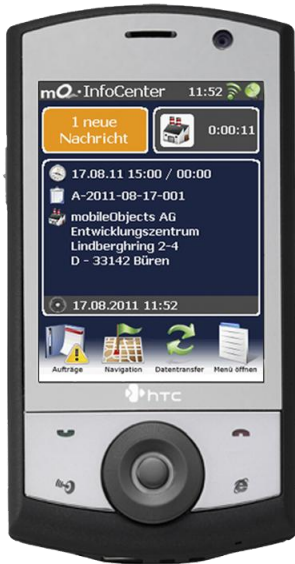 mO.·InfoCenter 11:52
1 neue
Nachricht
0:00:11
17.08.11 15:00 / 00:00
A-2011-08-17-001
mobileObjects AG
Entwicklungszentrum
Lindberghring 2-4
D - 33142 Büren
17.08.2011 11:52
Aufträge Navigation Datentransfer Menü öffnen
hTC